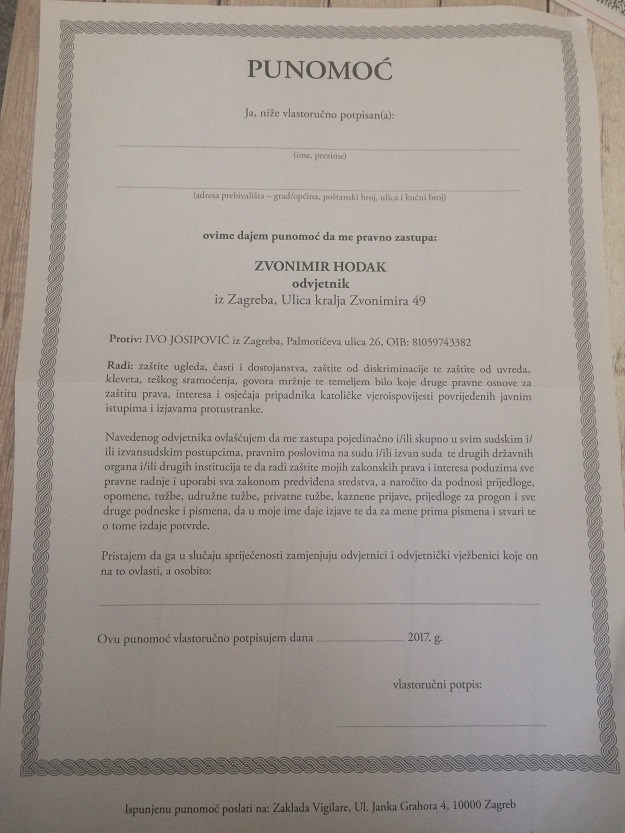 PUNOMOĆ
Ja, niže vlastoručno potpisan(a):
(ime, prezime)
(adresa prebivališta – grad/općina, poštanski broj, ulica i kućni broj)
ovime dajem punomoć da me pravno zastupa:
ZVONIMIR HODAK
odvjetnik
iz Zagreba, Ulica kralja Zvonimira 49
Protiv: IVO JOSIPOVIĆ iz Zagreba, Palmotićeva ulica 26, OIB: 81059743382
Radi: zaštite ugleda, časti i dostojanstva, zaštite od diskriminacije te zaštite od uvreda,
kleveta, teškog sramoćenja, govora mržnje te temeljem bilo koje druge pravne osnove za
zaštitu prava, interesa i osjećaja pripadnika katoličke vjeroispovijesti povrijeđenih javnim
istupima i izjavama protustranke.
Navedenog odvjetnika ovlašćujem da me zastupa pojedinačno i/ili skupno u svim sudskim i/
ili izvansudskim postupcima, pravnim poslovima na sudu i/ili izvan suda te drugih državnih
organa i/ili drugih institucija te da radi zaštite mojih zakonskih prava i interesa poduzima sve
pravne radnje i uporabi sva zakonom predviđena sredstva, a naročito da podnosi prijedloge,
opomene, tužbe, udružne tužbe, privatne tužbe, kaznene prijave, prijedloge za progon i sve
druge podneske i pismena, da u moje ime daje izjave te da za mene prima pismena i stvari te
o tome izdaje potvrde.
Pristajem da ga u slučaju spriječenosti zamjenjuju odvjetnici i odvjetnički vježbenici koje on
na to ovlasti, a osobito:
Ovu punomoć vlastoručno potpisujem dana 2017. g.
vlastoručni potpis:
Ispunjenu punomoć poslati na: Zaklada Vigilare, Ul. Janka Grahora 4, 10000 Zagreb